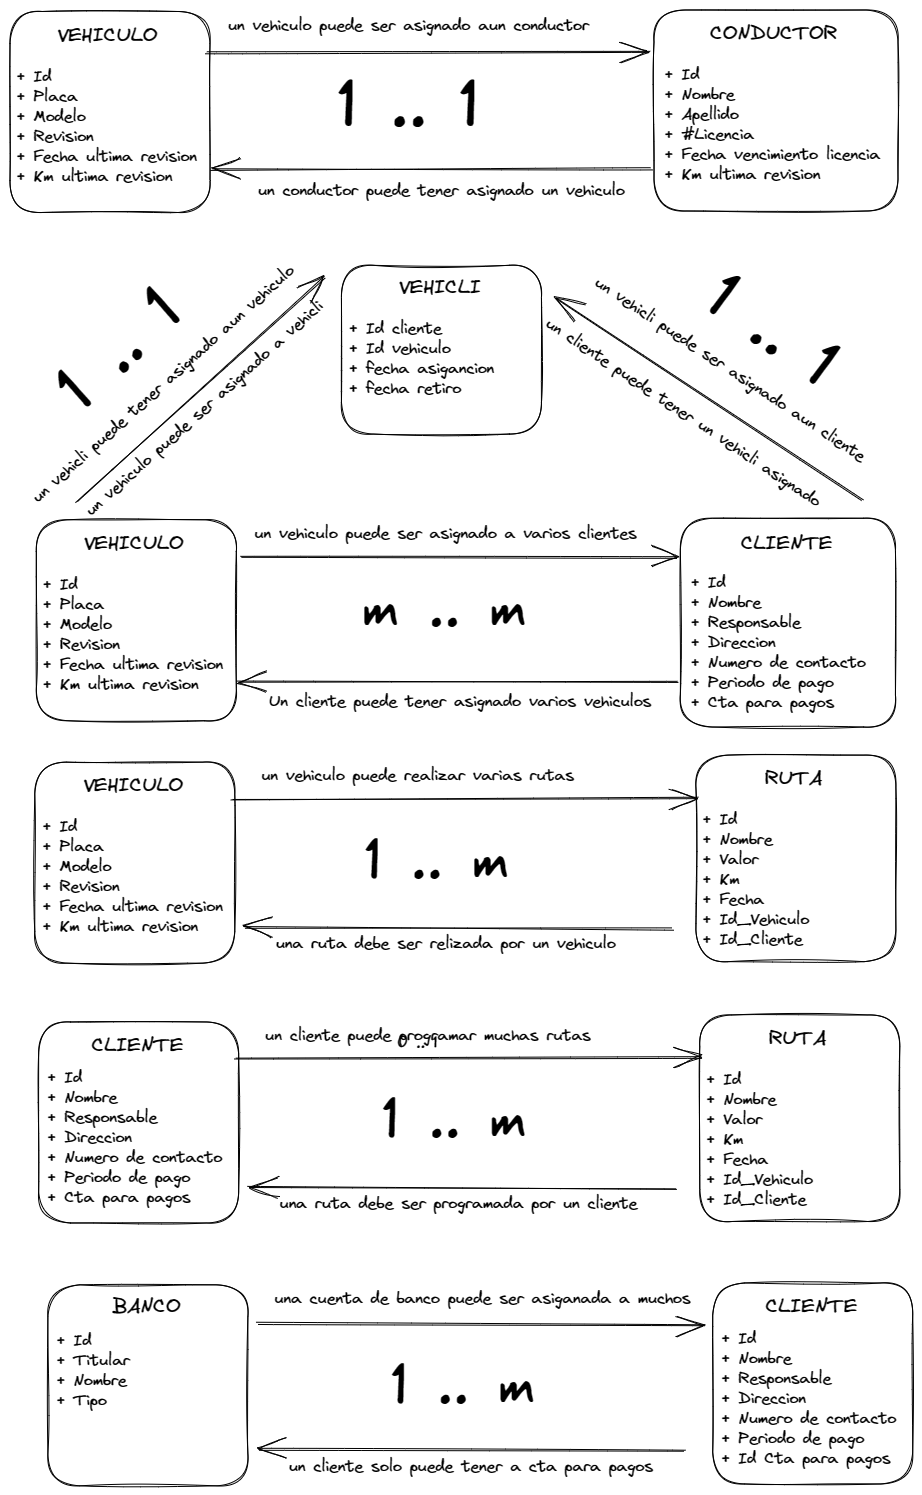 un vehiculo puede ser asignado aun conductor
VEHICULO
+ Id
+ Placa
+ Modelo
+ Revision
+ Fecha ultima revision
+ Km ultima revision
1 .. 1
CONDUCTOR
+ Id
+ Nombre
+ Apellido
+ #Licencia
+ Fecha vencimiento licencia
+ Km ultima revision
un conductor puede tener asignado un vehiculo
1 .. 1
un vehicli puede tener asignado aun vehiculo
un vehiculo puede ser asignado a vehicli
VEHICLI
+ Id cliente
+ Id vehiculo
+ fecha asigancion
+ fecha retiro
1 .. 1
un vehicli puede ser asignado aun cliente
un cliente puede tener un vehicli asignado
VEHICULO
+ Id
+ Placa
+ Modelo
+ Revision
+ Fecha ultima revision
+ Km ultima revision
un vehiculo puede ser asignado a varios clientes
m .. m
Un cliente puede tener asignado varios vehiculos
CLIENTE
+ Id
+ Nombre
+ Responsable
+ Direccion
+ Numero de contacto
+ Periodo de pago
+ Cta para pagos
VEHICULO
+ Id
+ Placa
+ Modelo
+ Revision
+ Fecha ultima revision
+ Km ultima revision
un vehiculo puede realizar varias rutas
1 .. m
una ruta debe ser relizada por un vehiculo
RUTA
+ Id
+ Nombre
+ Valor
+ Km
+ Fecha
+ Id_Vehiculo
+ Id_Cliente
CLIENTE
+ Id
+ Nombre
+ Responsable
+ Direccion
+ Numero de contacto
+ Periodo de pago
+ Cta para pagos
un cliente puede muchas rutas
1 .. m
una ruta debe ser programada por un cliente
RUTA
+ Id
+ Nombre
+ Valor
+ Km
+ Fecha
+ Id_Vehiculo
+ Id_Cliente
BANCO
+ Id
+ Titular
+ Nombre
+ Tipo
una cuenta de banco puede ser asiganada a muchos
1 .. m
un cliente solo puede tener a cta para pagos
CLIENTE
+ Id
+ Nombre
+ Responsable
+ Direccion
+ Numero de contacto
+ Periodo de pago
+ Id Cta para pagos